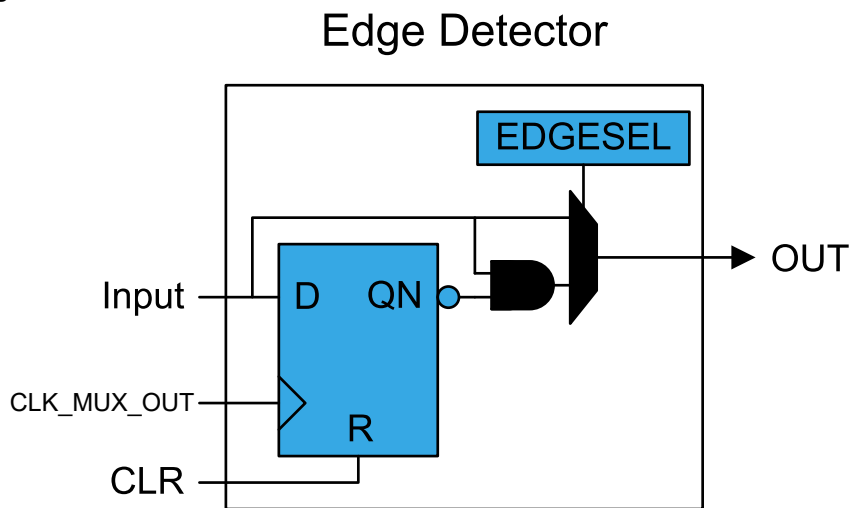 Edge Detector
EDGESEL
OUT
Input
D
QN
CLK_MUX_OUT
R
CLR